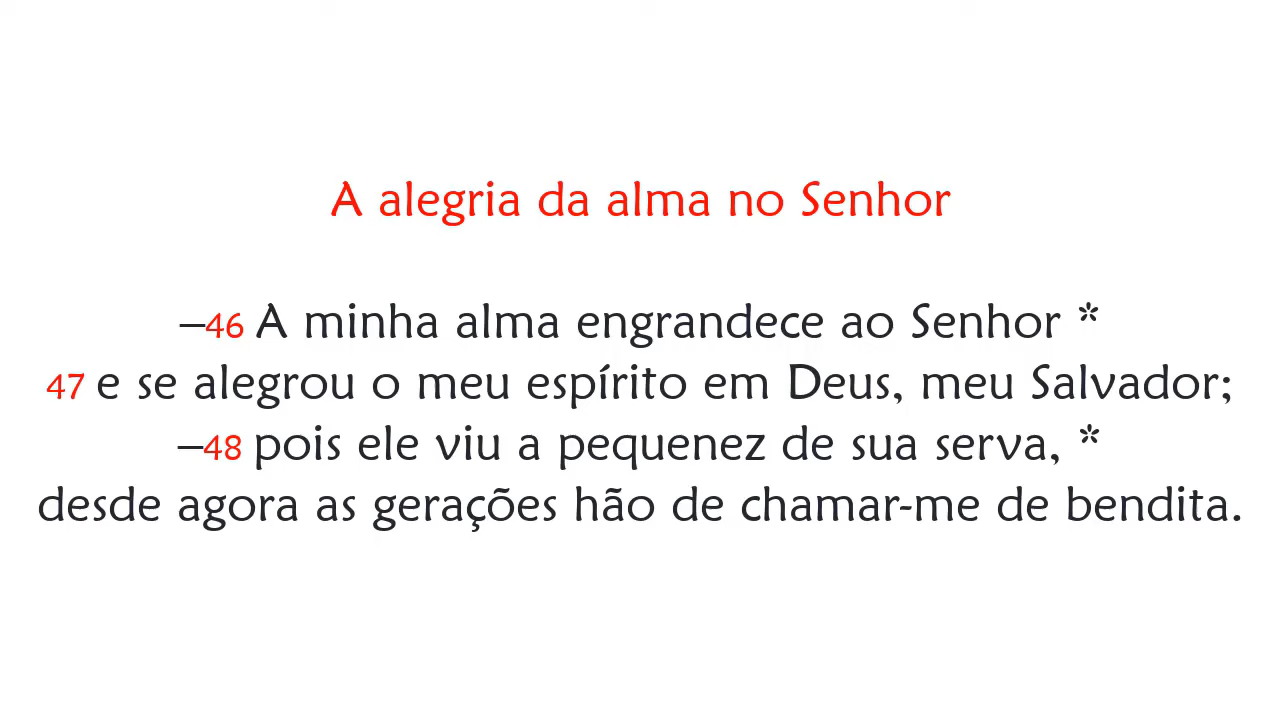 A alegria da alma no Senhor
–46 A minha alma engrandece ao Senhor *
47 e se alegrou o meu espírito em Deus, meu Salvador;
–48 pois ele viu a pequenez de sua serva, *
desde agora as gerações hão de chamar-me de bendita.